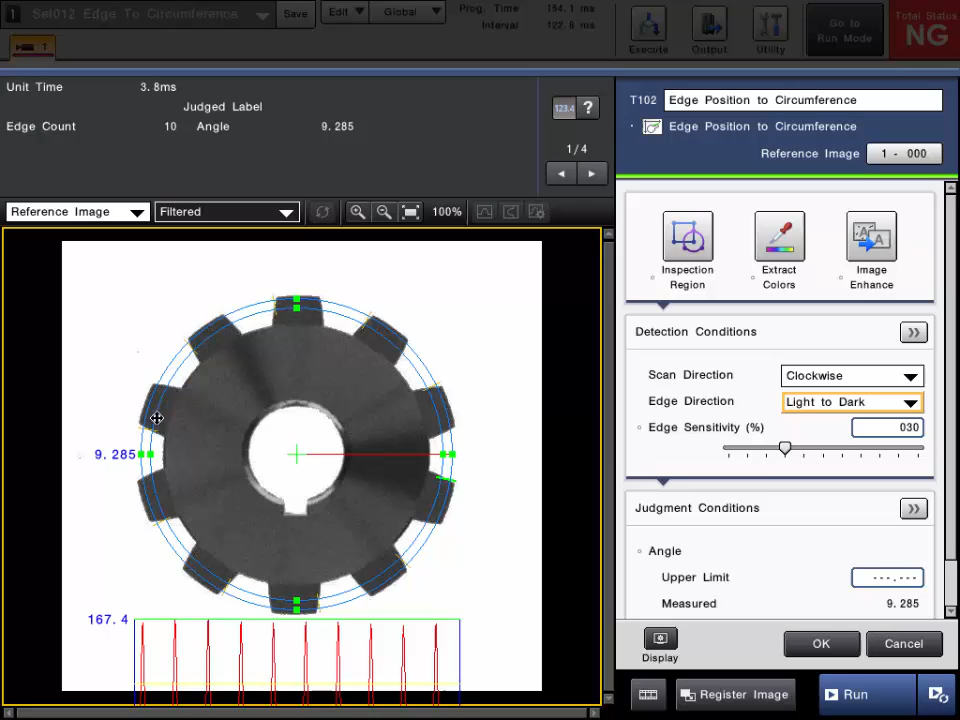 1 Sel012 Edge To Circumference Save Edit Global Prog. Time 154.1 ms
Interval 122.8 ms
Execute Output Utility Go to Run Mode Total Status NG
1
Unit Time 3.8ms
Judged Label
Edge Count 10 Angle 9.285
123.4 ?
1/4
T102 Edge Position to Circumference
Edge Position to Circumference
Reference Image 1 - 000
Reference Image Filtered 100%
Inspection Region
Extract Colors
Image Enhance
Detection Conditions
Scan Direction Clockwise
Edge Direction Light to Dark
Edge Sensitivity (%) 030
9.285
Judgment Conditions
Angle
Upper Limit ---.---
Measured 9.285
167.4
Display OK Cancel
Register Image Run